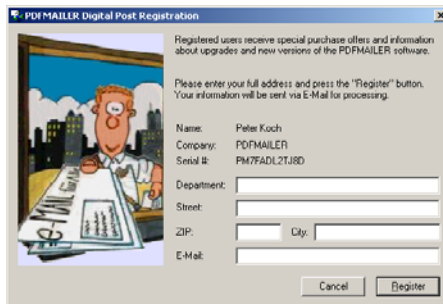 PDFMAILER Digital Post Registration
Registered users receive special purchase offers and information
about upgrades and new versions of the PDFMAILER software.
Please enter your full address and press the "Register" button.
Your information will be sent via E-Mail for processing.
Name: Peter Koch
Company: PDFMAILER
Serial #: PM7FADL2TJ8D
Department:
Street:
ZIP: City:
E-Mail:
Cancel Register
e-MAIL